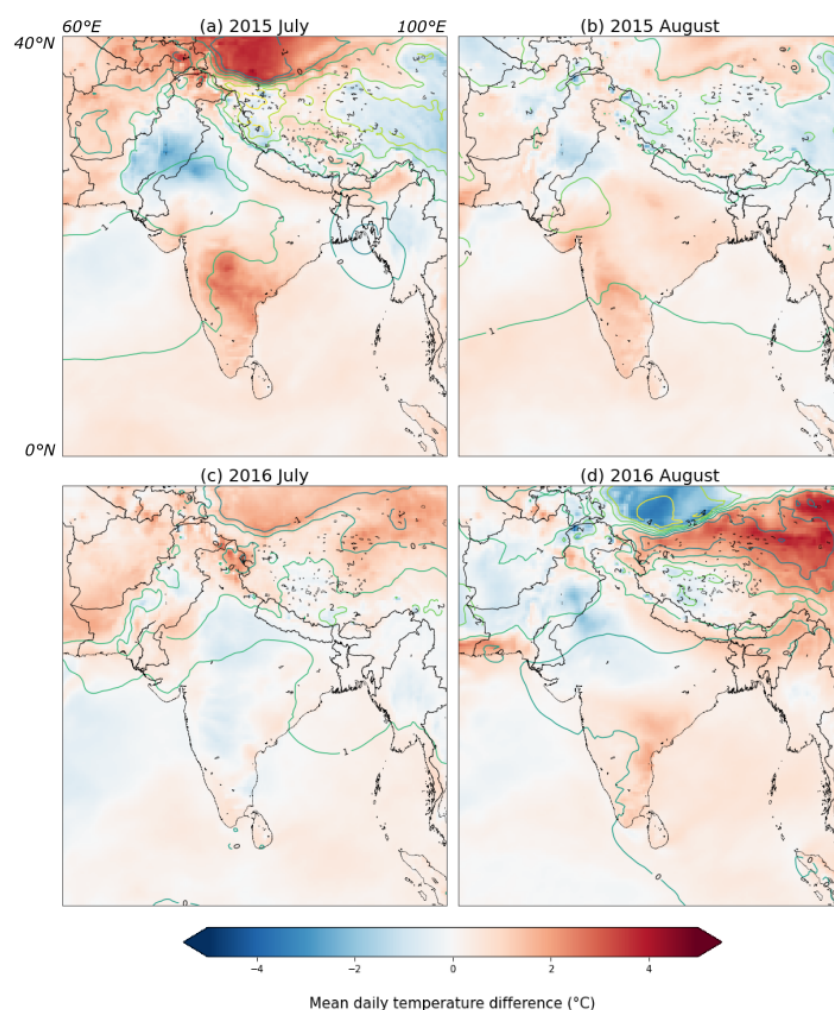 60°E (a) 2015 July 100°E (b) 2015 August
40°N
0°N
(c) 2016 July (d) 2016 August
−4 −2 0 2 4
Mean daily temperature difference (°C)